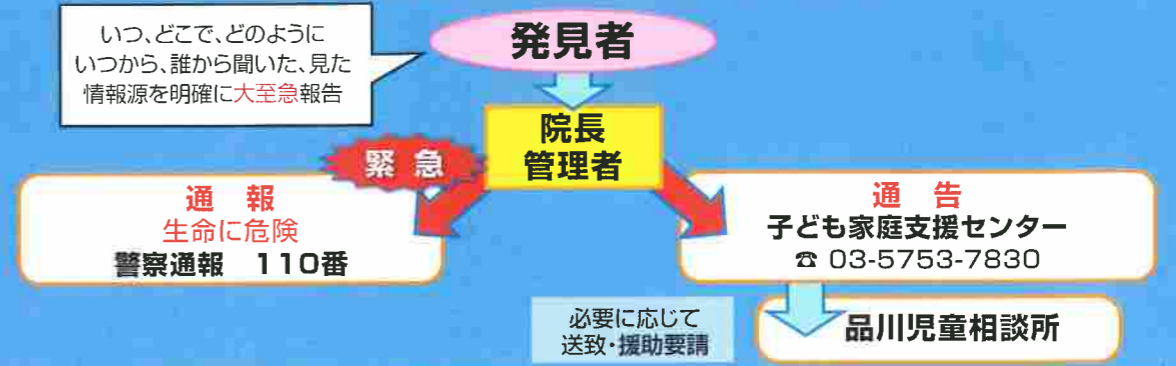 いつ、どこで、どのように
いつから、誰から聞いた、見た
情報源を明確に大至急報告
発見者
院長
管理者
緊急
通 報
生命に危険
警察通報 110番
通 告
子ども家庭支援センター
☎ 03-5753-7830
必要に応じて
送致・援助要請
品川児童相談所